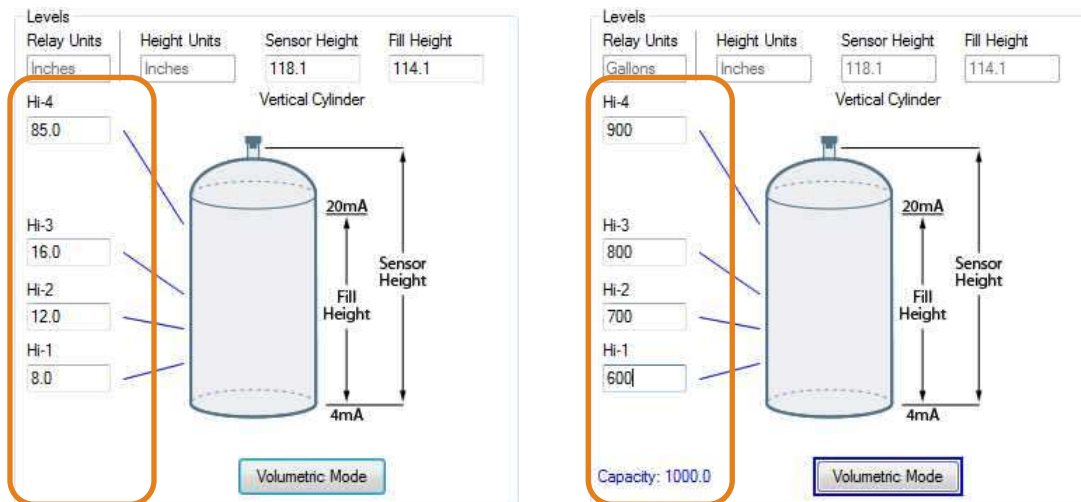 Levels
Relay Units Height Units Sensor Height Fill Height
Inches Inches 118.1 114.1
Hi-4
Vertical Cylinder
85.0
20mA
Hi-3
16.0
Sensor
Height
Hi-2
Fill
Height
12.0
Hi-1
8.0
4mA
Volumetric Mode
Levels
Relay Units Height Units Sensor Height Fill Height
Gallons Inches 118.1 114.1
Hi-4
Vertical Cylinder
900
20mA
Hi-3
800
Sensor
Height
Hi-2
Fill
Height
700
Hi-1
600
4mA
Capacity: 1000.0 Volumetric Mode